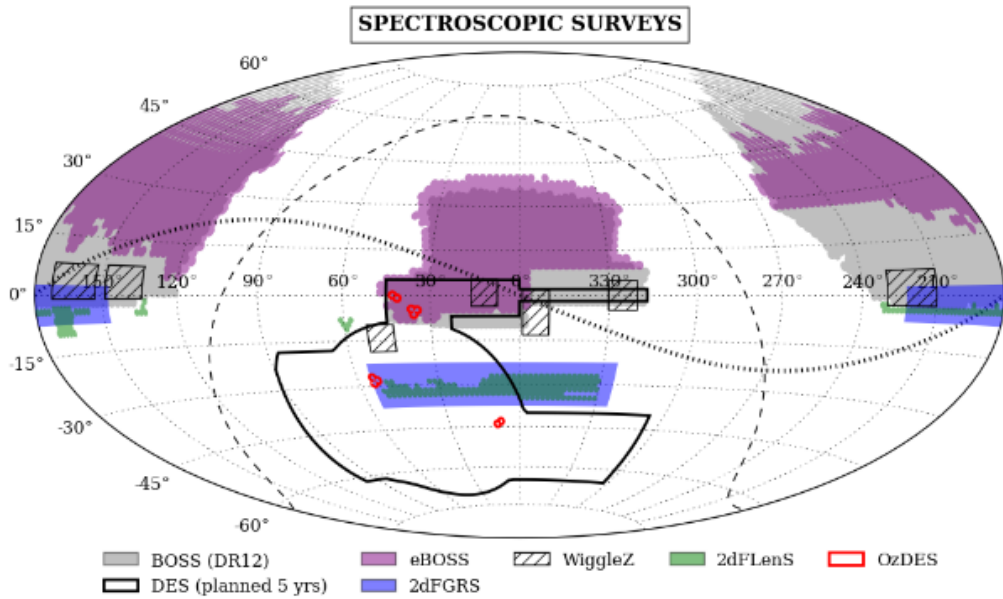 SPECTROSCOPIC SURVEYS
60°
45°
30°
15°
0°
-15°
-30°
-45°
-60°
150° 120° 90° 60° 30° 0° 330° 300° 270° 240° 210°
BOSS (DR12) eBOSS WiggleZ 2dFLenS OzDES
DES (planned 5 yrs) 2dFGRS